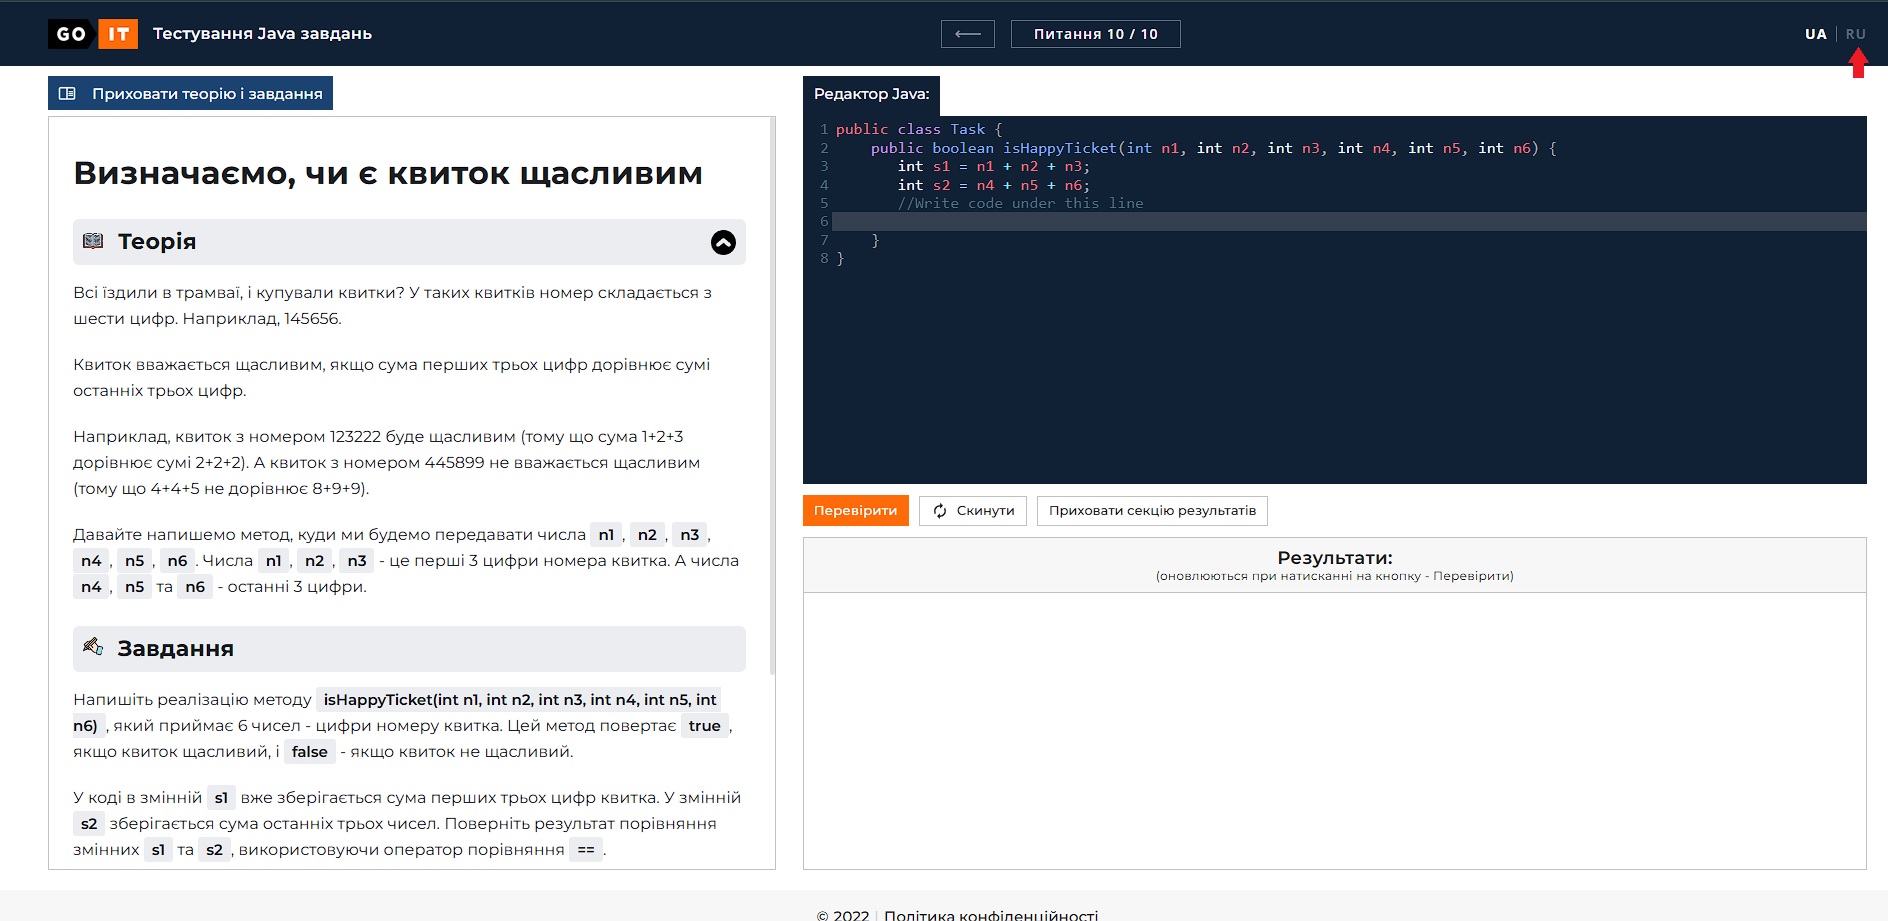 GO IT Тестування Java завдань
Питання 10 / 10
UA | RU
Приховати теорію і завдання
Визначаємо, чи є квиток щасливим
Теорія
Всі їздили в трамваї, і купували квитки? У таких квитків номер складається з
шести цифр. Наприклад, 145656.
Квиток вважається щасливим, якщо сума перших трьох цифр дорівнює сумі
останніх трьох цифр.
Наприклад, квиток з номером 123222 буде щасливим (тому що сума 1+2+3
дорівнює сумі 2+2+2). А квиток з номером 445899 не вважається щасливим
(тому що 4+4+5 не дорівнює 8+9+9).
Давайте напишемо метод, куди ми будемо передавати числа n1 , n2 , n3 ,
n4 , n5 , n6 . Числа n1 , n2 , n3 - це перші 3 цифри номера квитка. А числа
n4 , n5 та n6 - останні 3 цифри.
Завдання
Напишіть реалізацію методу isHappyTicket(int n1, int n2, int n3, int n4, int n5, int
n6) , який приймає 6 чисел - цифри номеру квитка. Цей метод повертає true ,
якщо квиток щасливий, і false - якщо квиток не щасливий.
У коді в змінній s1 вже зберігається сума перших трьох цифр квитка. У змінній
s2 зберігається сума останніх трьох чисел. Поверніть результат порівняння
змінних s1 та s2 , використовуючи оператор порівняння == .
Редактор Java:
1 public class Task {
2 public boolean isHappyTicket(int n1, int n2, int n3, int n4, int n5, int n6) {
3 int s1 = n1 + n2 + n3;
4 int s2 = n4 + n5 + n6;
5 //Write code under this line
6
7 }
8 }
Перевірити
Скинути
Приховати секцію результатів
Результати:
(оновлюються при натисканні на кнопку - Перевірити)
© 2022 | Політика конфіденційності